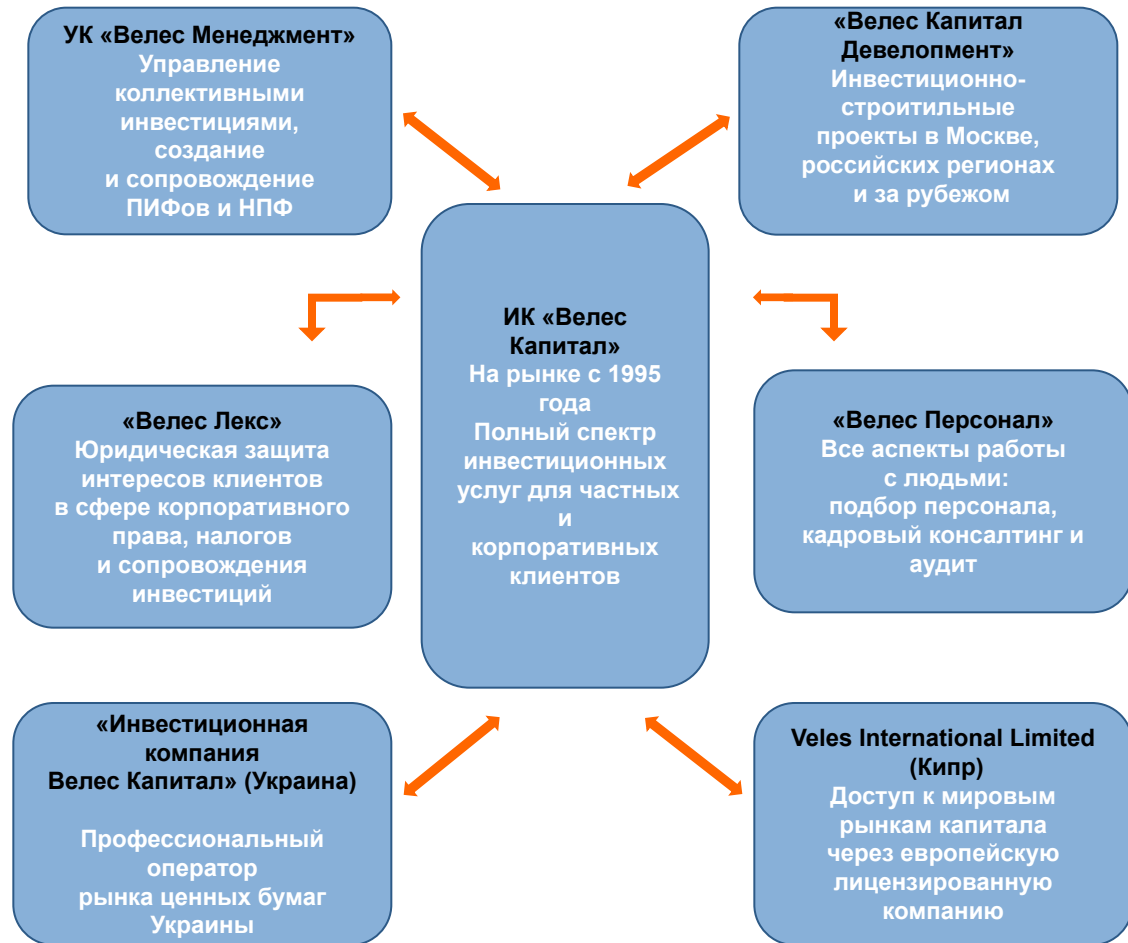 УК «Велес Менеджмент»
Управление
коллективными
инвестициями,
создание
и сопровождение
ПИФов и НПФ
«Велес Капитал
Девелопмент»
Инвестиционно-
строитильные
проекты в Москве,
российских регионах
и за рубежом
ИК «Велес
Капитал»
На рынке с 1995
года
Полный спектр
инвестиционных
услуг для частных
и
корпоративных
клиентов
«Велес Лекс»
Юридическая защита
интересов клиентов
в сфере корпоративного
права, налогов
и сопровождения
инвестиций
«Велес Персонал»
Все аспекты работы
с людьми:
подбор персонала,
кадровый консалтинг и
аудит
«Инвестиционная
компания
Велес Капитал» (Украина)
Профессиональный
оператор
рынка ценных бумаг
Украины
Veles International Limited
(Кипр)
Доступ к мировым
рынкам капитала
через европейскую
лицензированную
компанию